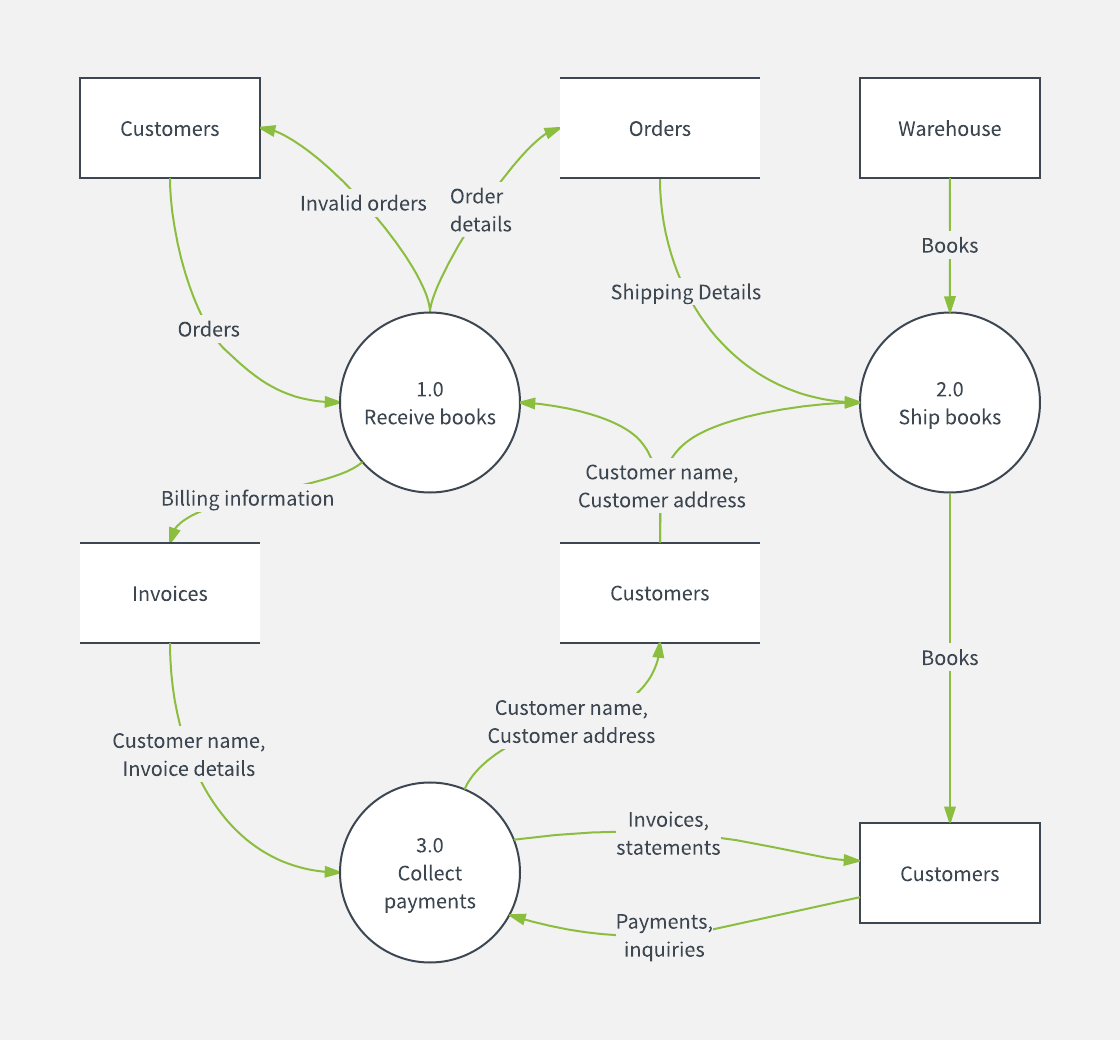 Customers
Orders
Warehouse
Invalid orders
Order
details
Books
Shipping Details
Orders
1.0
Receive books
2.0
Ship books
Customer name,
Customer address
Billing information
Invoices
Customers
Books
Customer name,
Customer address
Customer name,
Invoice details
Invoices,
statements
3.0
Collect
payments
Customers
Payments,
inquiries